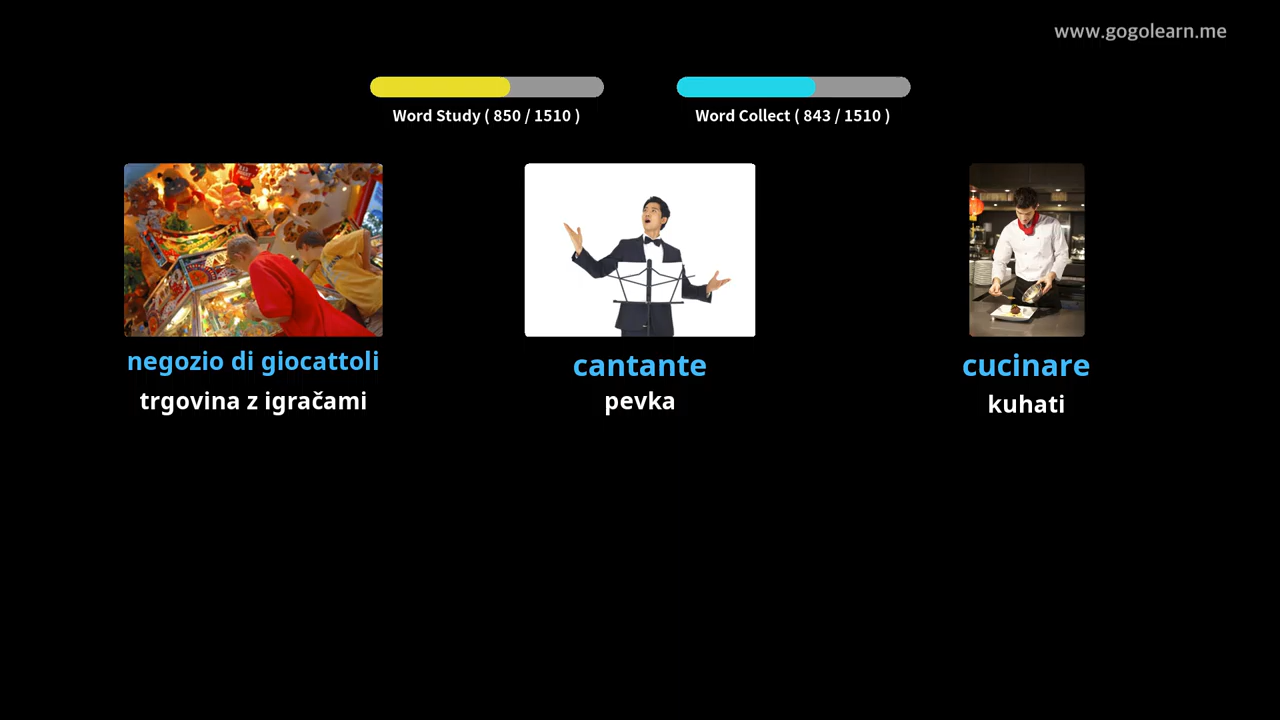 www.gogolearn.me
Word Study ( 850 / 1510 )
Word Collect ( 843 / 1510 )
negozio di giocattoli
trgovina z igračami
cantante
pevka
cucinare
kuhati